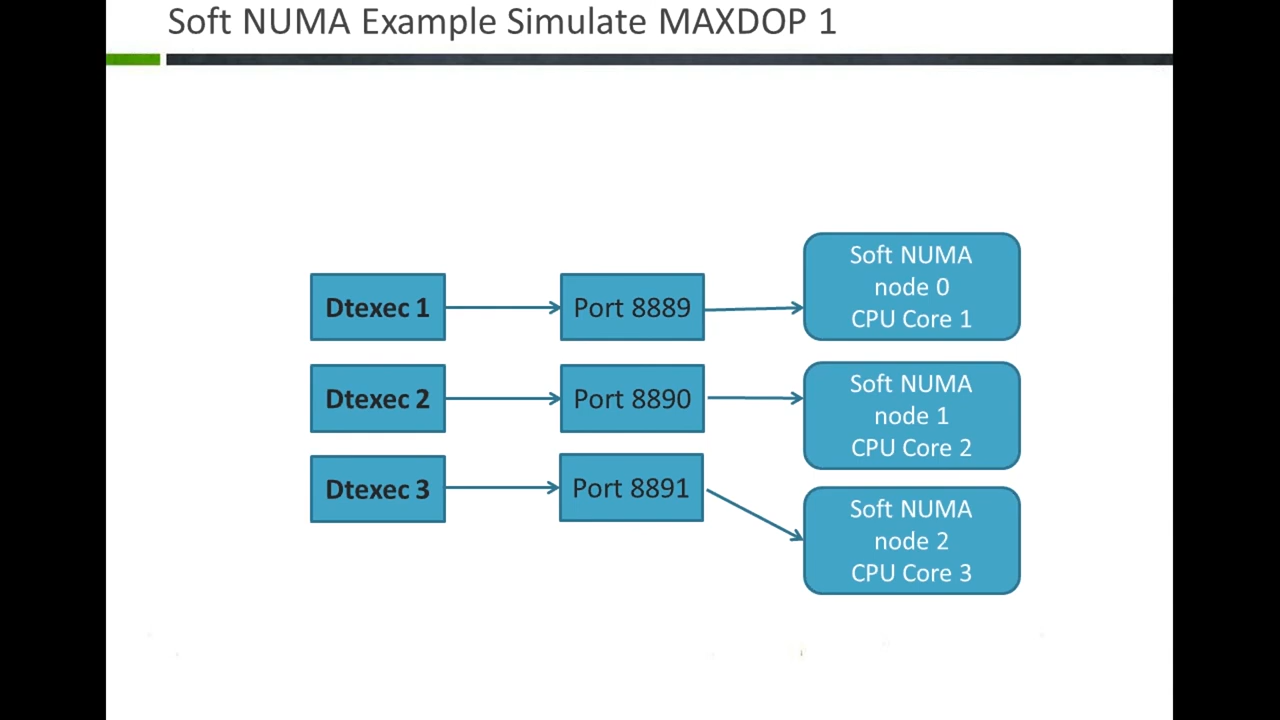 Soft NUMA Example Simulate MAXDOP 1
Dtexec 1
Port 8889
Soft NUMA
node 0
CPU Core 1
Dtexec 2
Port 8890
Soft NUMA
node 1
CPU Core 2
Dtexec 3
Port 8891
Soft NUMA
node 2
CPU Core 3